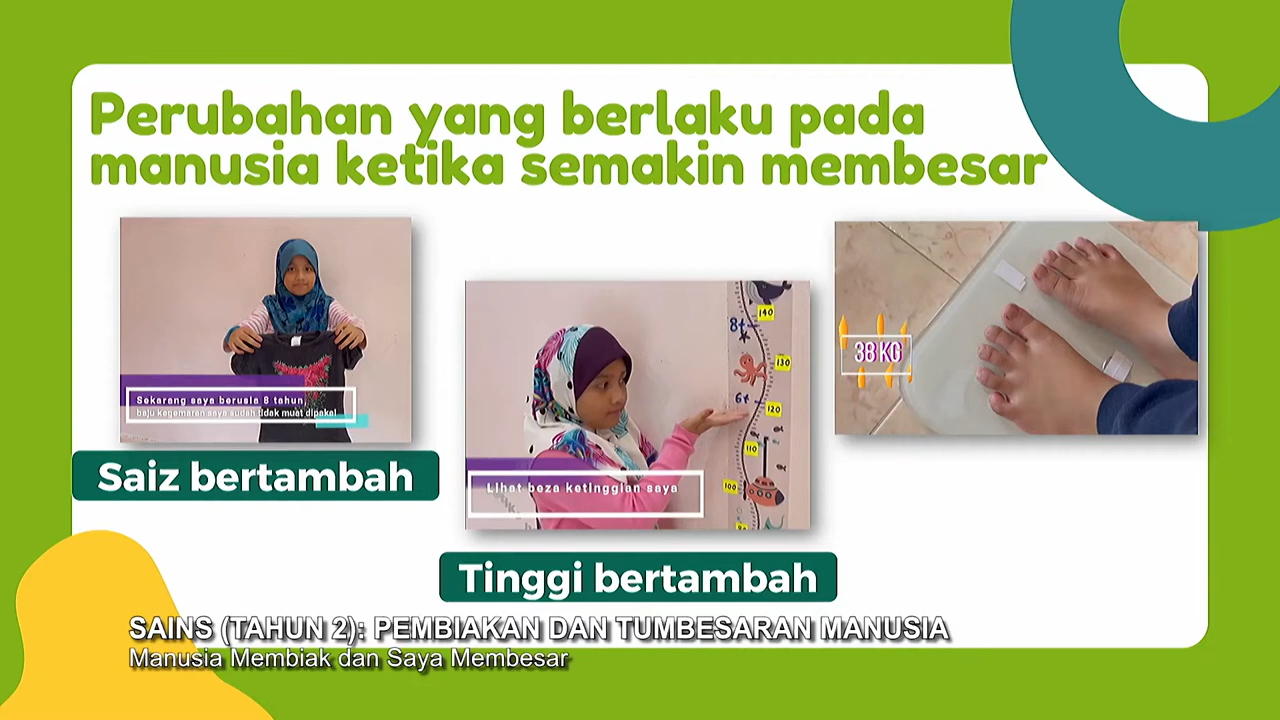 Perubahan yang berlaku pada
manusia ketika semakin membesar
Sekarang saya berusia 8 tahun,
baju kegemaran saya sudah tidak muat dipakai
Saiz bertambah
140
8t
130
6t
120
110
100
Lihat beza ketinggian saya
Tinggi bertambah
38 KG
SAINS (TAHUN 2): PEMBIAKAN DAN TUMBESARAN MANUSIA
Manusia Membiak dan Saya Membesar